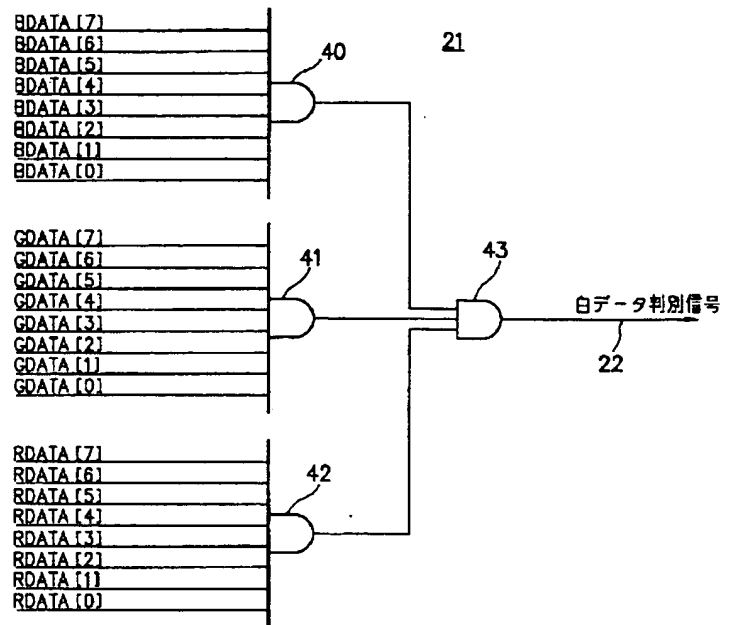 BDATA [7]
BDATA [6]
BDATA [5]
BDATA [4]
BDATA [3]
BDATA [2]
BDATA [1]
BDATA [0]
40
21
GDATA [7]
GDATA [6]
GDATA [5]
GDATA [4]
GDATA [3]
GDATA [2]
GDATA [1]
GDATA [0]
41
43
白データ判別信号
22
RDATA [7]
RDATA [6]
RDATA [5]
RDATA [4]
RDATA [3]
RDATA [2]
RDATA [1]
RDATA [0]
42